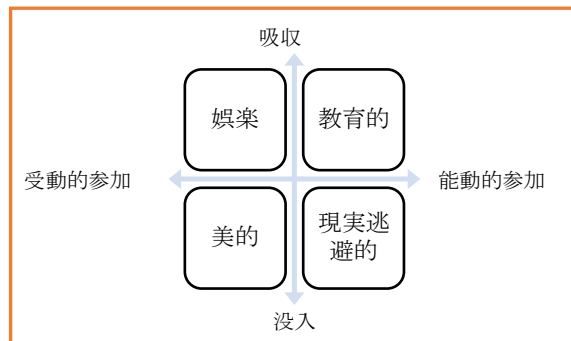 吸収
娯楽
教育的
受動的参加
能動的参加
美的
現実逃
避的
没入